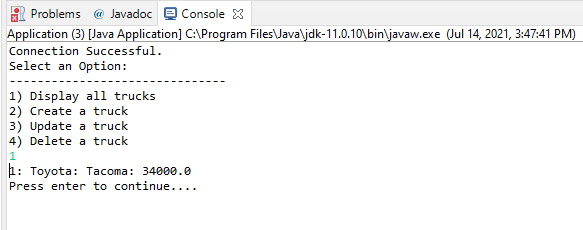 Problems @ Javadoc Console
Application (3) [Java Application] C:\Program Files\Java\jdk-11.0.10\bin\javaw.exe (Jul 14, 2021, 3:47:41 PM)
Connection Successful.
Select an Option:
-----------------------------
1) Display all trucks
2) Create a truck
3) Update a truck
4) Delete a truck
1
1: Toyota: Tacoma: 34000.0
Press enter to continue....